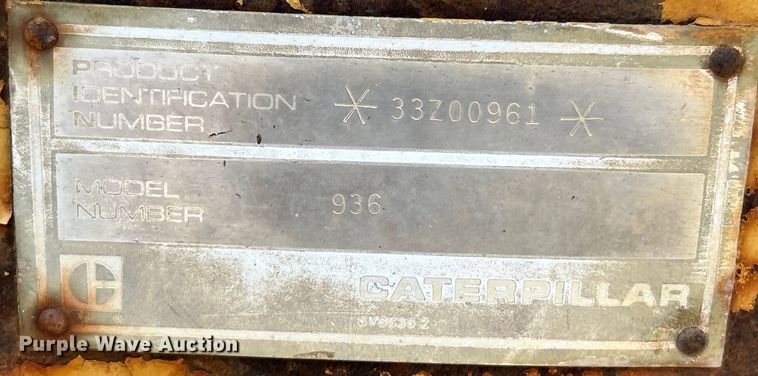 PRODUCT
IDENTIFICATION
NUMBER
*33Z00961*
MODEL
NUMBER
936
CATERPILLAR
Purple Wave Auction